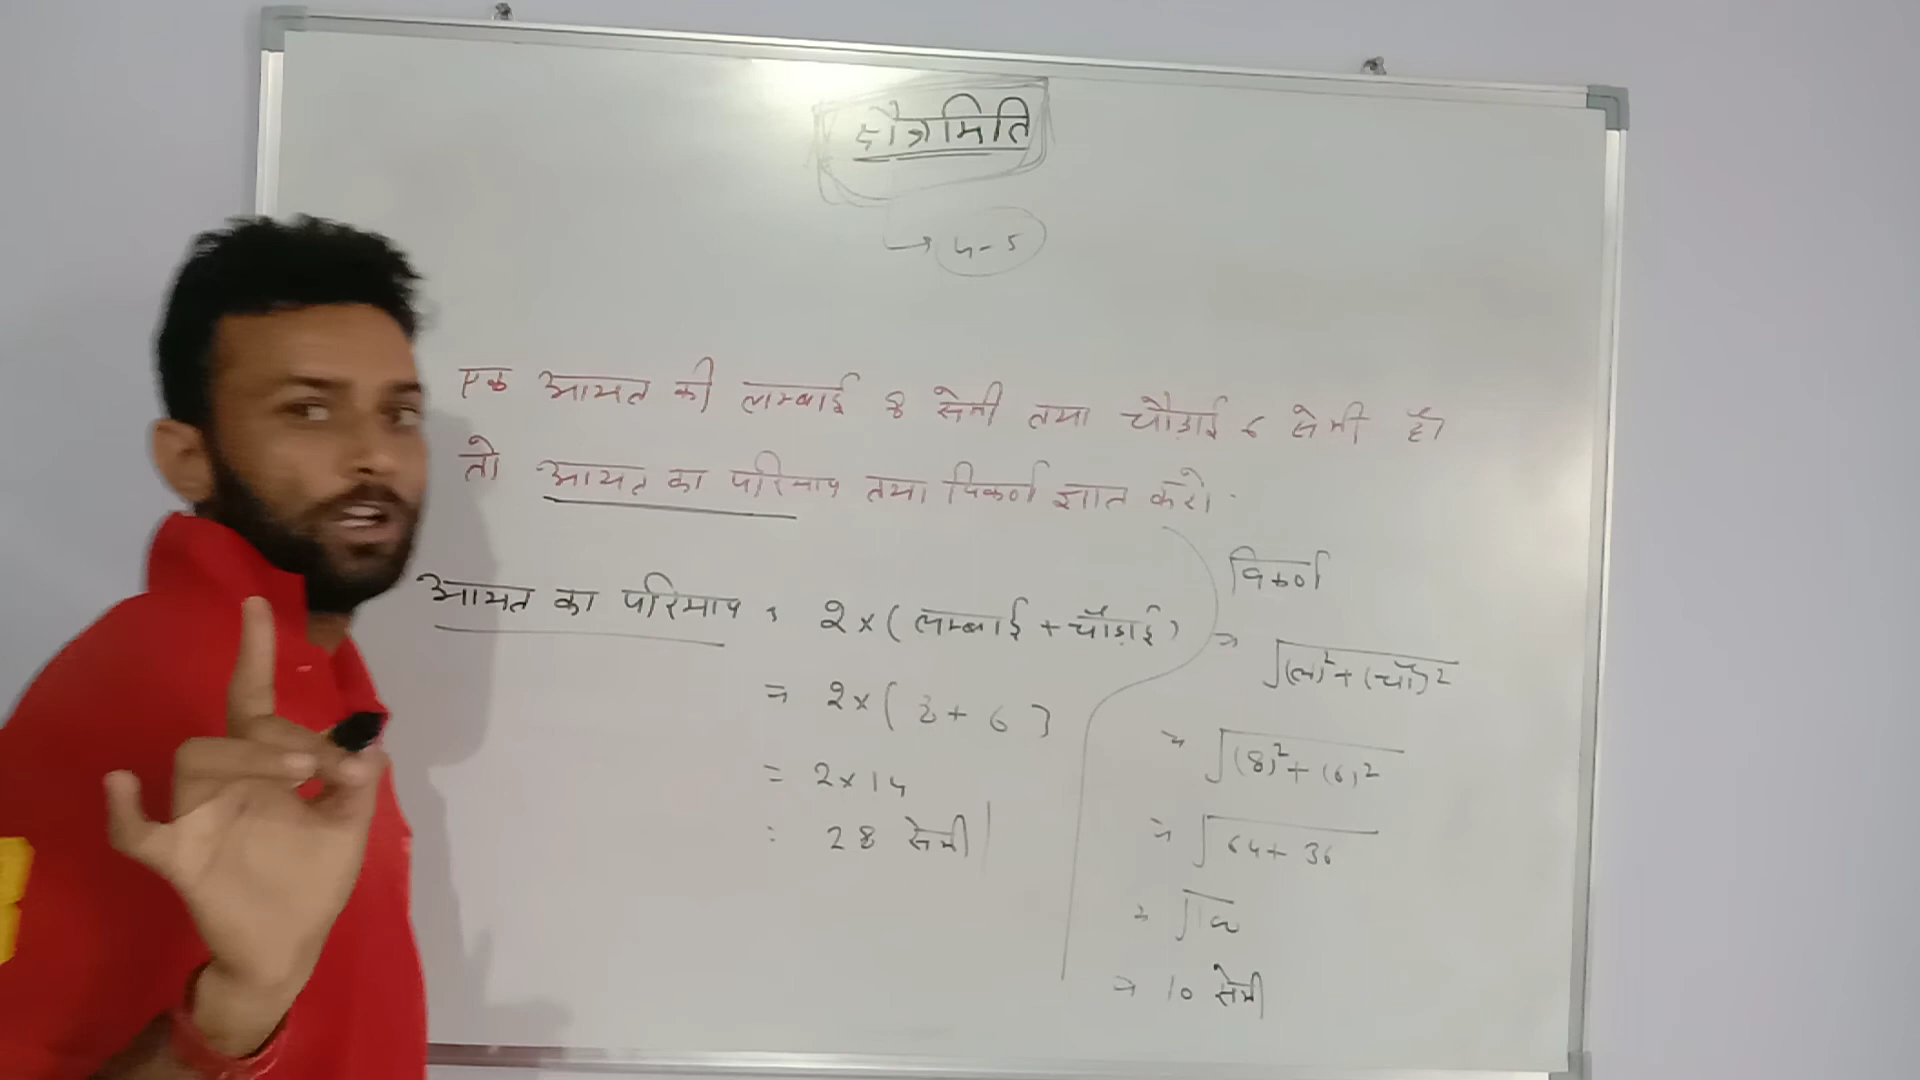 क्षेत्रमिति
→ 4-5
एक आयत की लम्बाई 8 सेमी तथा चौड़ाई 6 सेमी है।
तो आयत का परिमाप तथा विकर्ण ज्ञात करो।
आयत का परिमाप = 2×(लम्बाई + चौड़ाई)
⇒ 2×(8+6)
= 2×14
= 28 सेमी
विकर्ण
⇒ √(ल)²+(चौ)²
⇒ √(8)²+(6)²
⇒ √64+36
⇒ √100
⇒ 10 सेमी